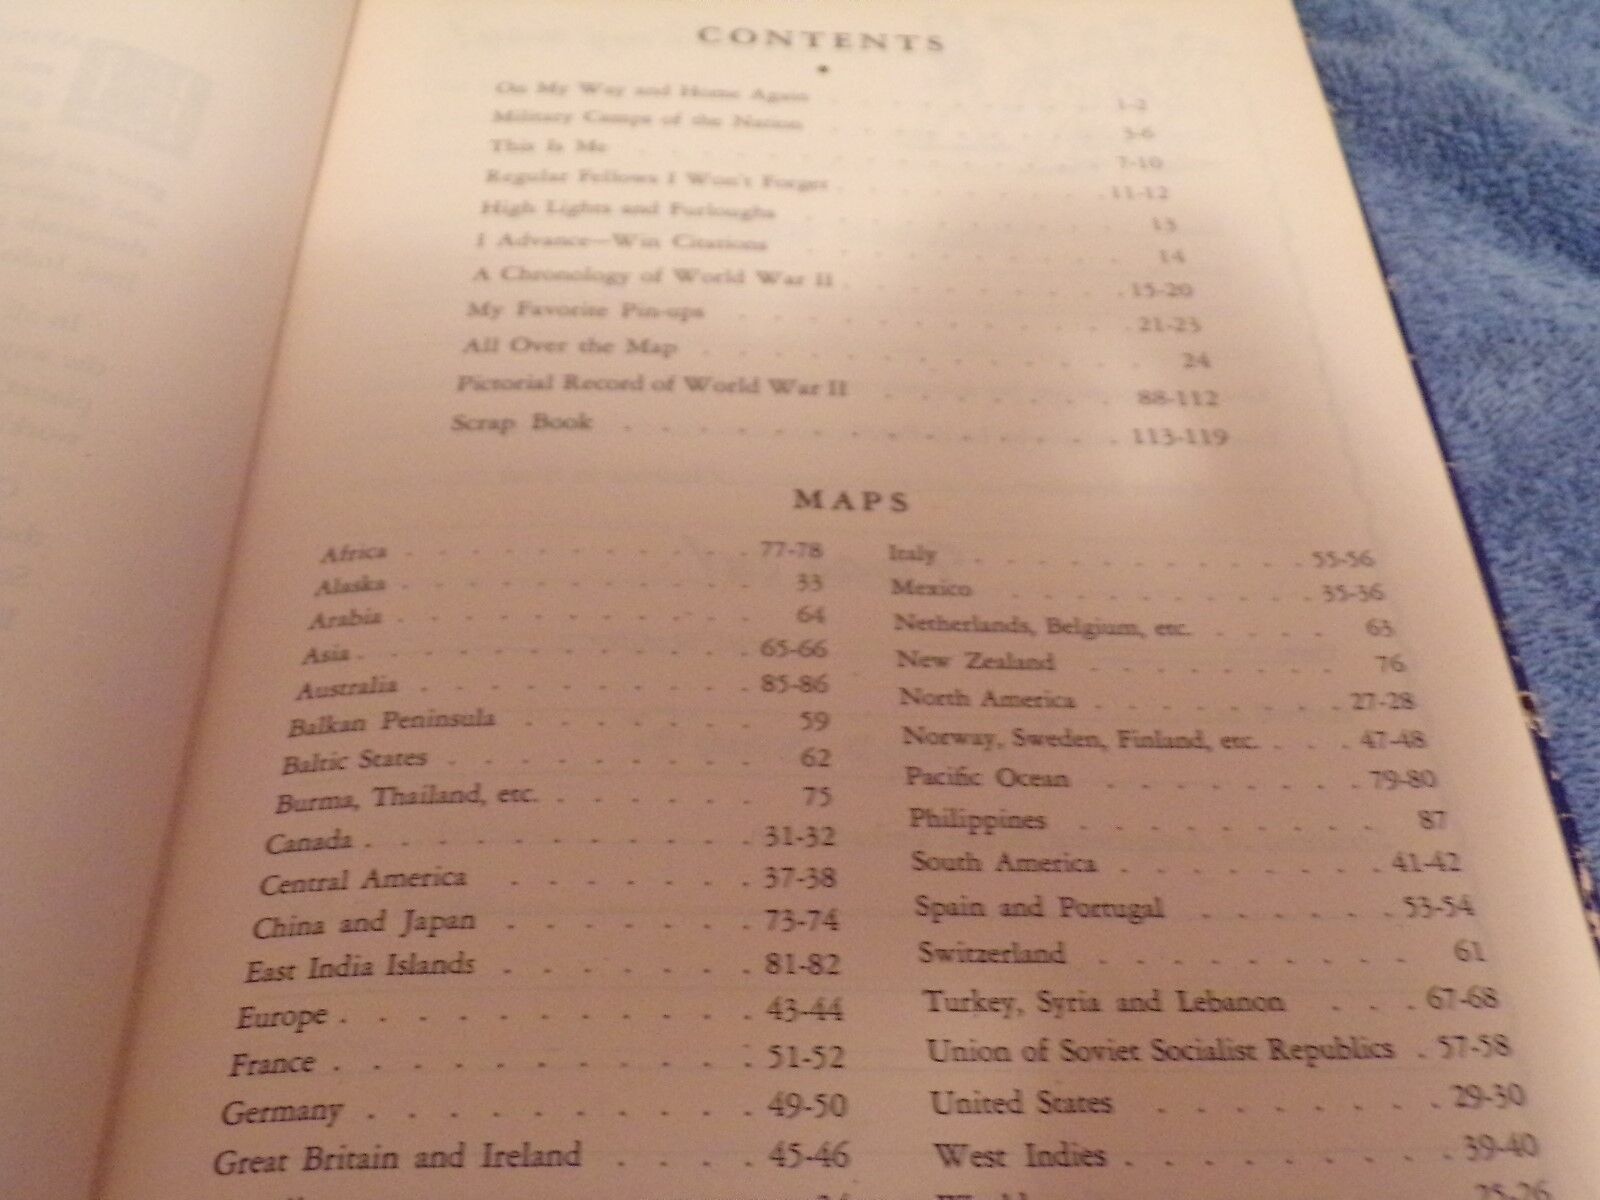 CONTENTS
On My Way and Home Again . . . 1-2
Military Camps of the Nation . . . 3-6
This Is Me . . . 7-10
Regular Fellows I Won't Forget . . . 11-12
High Lights and Furloughs . . . 13
I Advance—Win Citations . . . 14
A Chronology of World War II . . . 15-20
My Favorite Pin-ups . . . 21-23
All Over the Map . . . 24
Pictorial Record of World War II . . . 88-112
Scrap Book . . . 113-119
MAPS
Africa . . . 77-78
Alaska . . . 33
Arabia . . . 64
Asia . . . 65-66
Australia . . . 85-86
Balkan Peninsula . . . 59
Baltic States . . . 62
Burma, Thailand, etc. . . . 75
Canada . . . 31-32
Central America . . . 37-38
China and Japan . . . 73-74
East India Islands . . . 81-82
Europe . . . 43-44
France . . . 51-52
Germany . . . 49-50
Great Britain and Ireland . . . 45-46
Italy . . . 55-56
Mexico . . . 35-36
Netherlands, Belgium, etc. . . . 63
New Zealand . . . 76
North America . . . 27-28
Norway, Sweden, Finland, etc. . . . 47-48
Pacific Ocean . . . 79-80
Philippines . . . 87
South America . . . 41-42
Spain and Portugal . . . 53-54
Switzerland . . . 61
Turkey, Syria and Lebanon . . . 67-68
Union of Soviet Socialist Republics . 57-58
United States . . . 29-30
West Indies . . . 39-40
World . . . 25-26